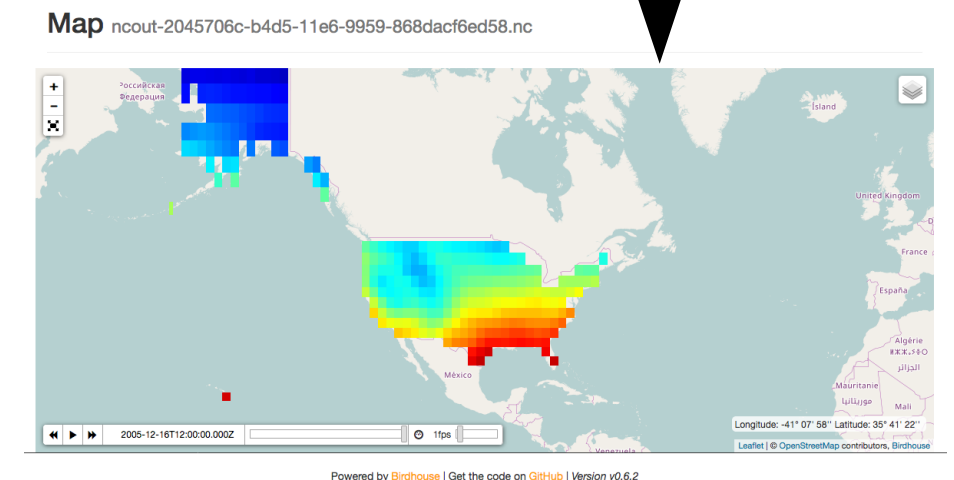 Map ncout-2045706c-b4d5-11e6-9959-868dacf6ed58.nc
+
−
Российская
Федерация
Ísland
United Kingdom
France
España
Algérie
ⵍⵣⵣⴰⵢⴻⵔ
الجزائر
México
Mauritanie
موريتانيا
Mali
Venezuela
2005-12-16T12:00:00.000Z
1fps
Longitude: -41° 07' 58'' Latitude: 35° 41' 22''
Leaflet | © OpenStreetMap contributors, Birdhouse
Powered by Birdhouse | Get the code on GitHub | Version v0.6.2